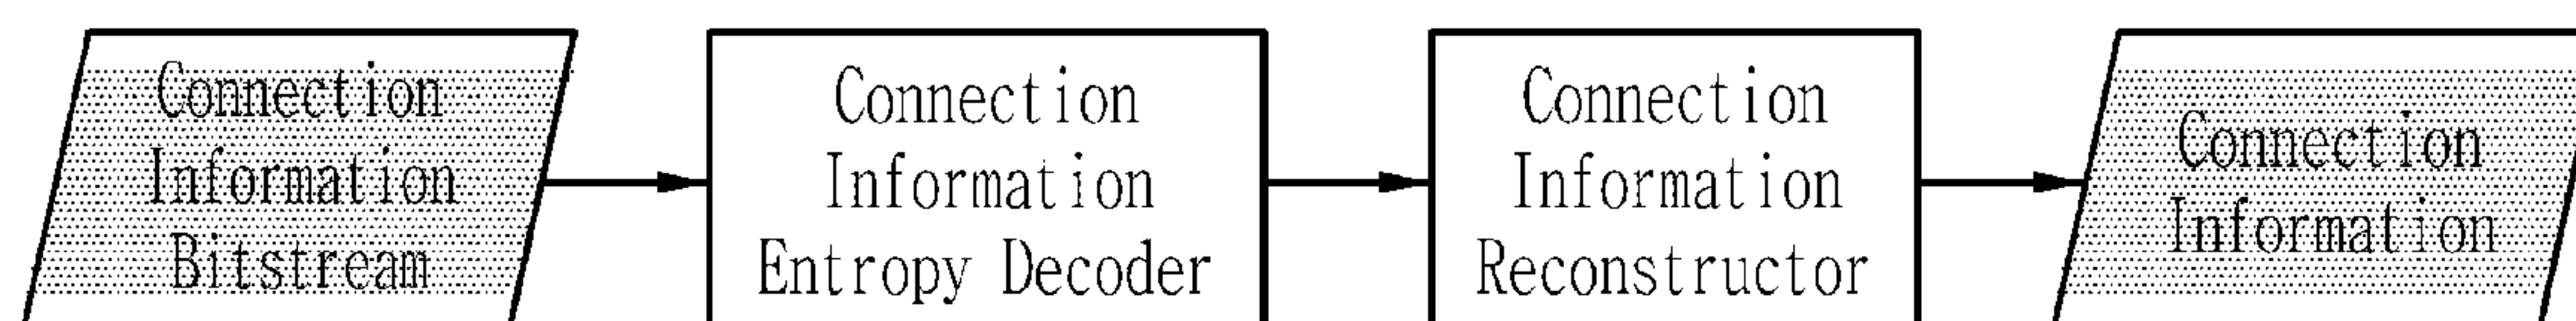 Connection
Information
Bitstream
Connection
Information
Entropy Decoder
Connection
Information
Reconstructor
Connection
Information